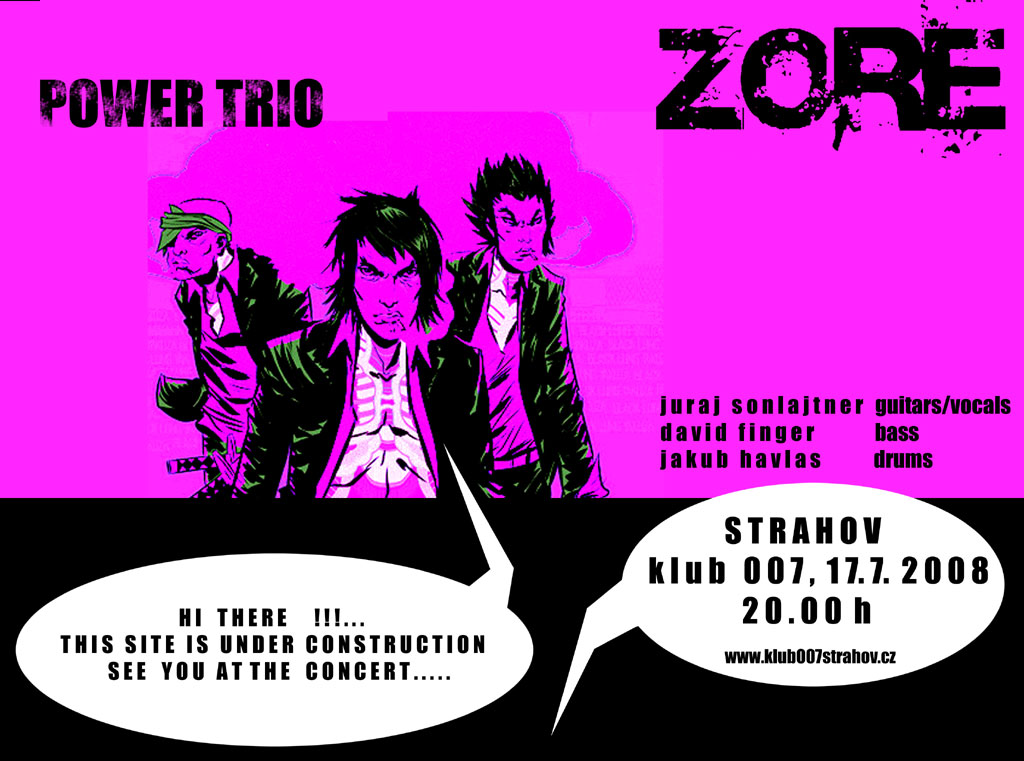 POWER TRIO
ZORE
juraj sonlajtner guitars/vocals
david finger bass
jakub havlas drums
STRAHOV
klub 007, 17.7. 2008
20.00 h
www.klub007strahov.cz
HI THERE !!!...
THIS SITE IS UNDER CONSTRUCTION
SEE YOU AT THE CONCERT.....